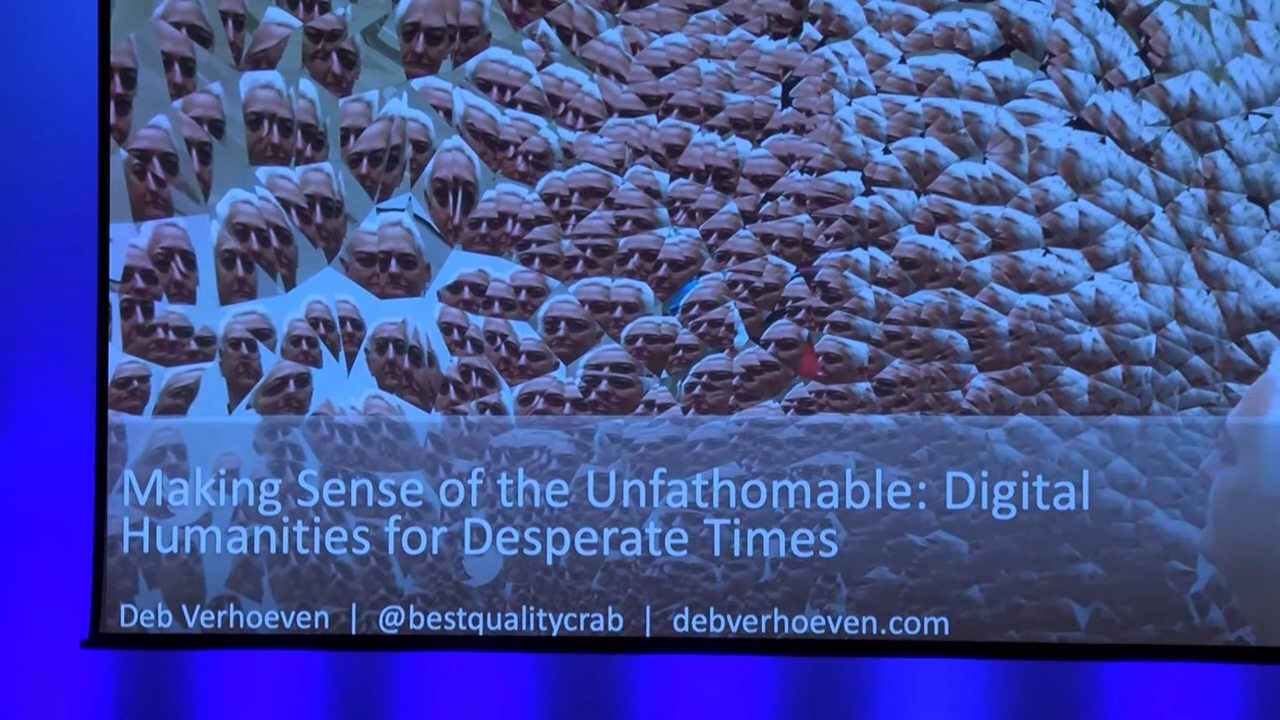 Making Sense of the Unfathomable: Digital
Humanities for Desperate Times
Deb Verhoeven | @bestqualitycrab | debverhoeven.com